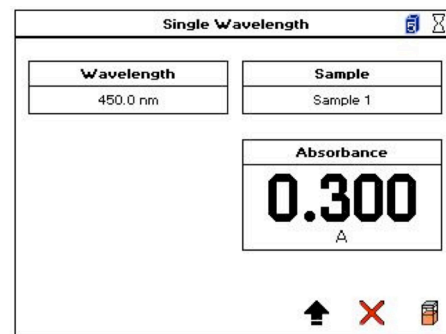 Single Wavelength
Wavelength
450.0 nm
Sample
Sample 1
Absorbance
0.300
A